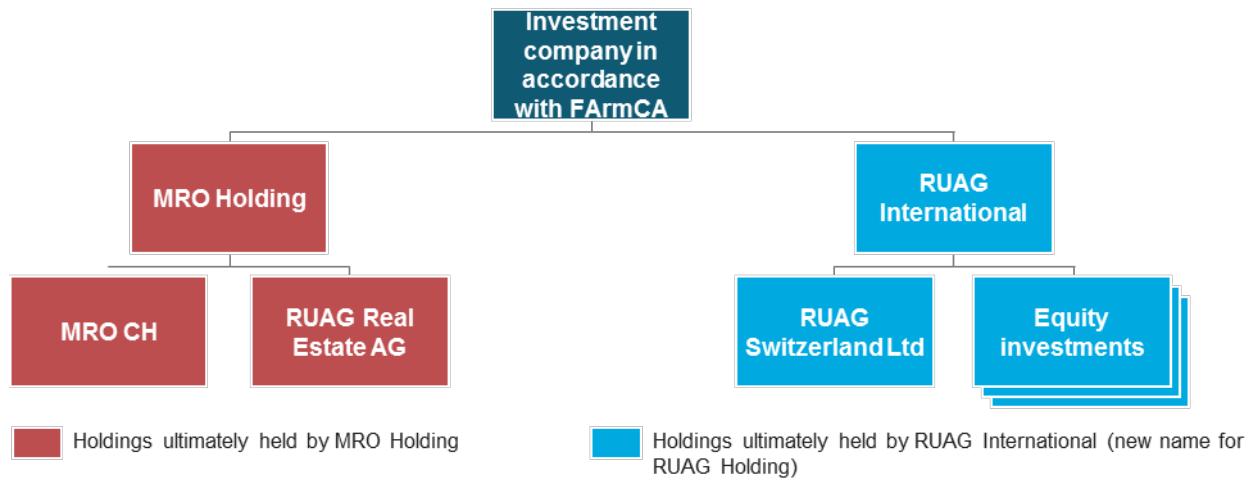 Investment
company in
accordance
with FArmCA
MRO Holding
RUAG
International
MRO CH
RUAG Real
Estate AG
RUAG
Switzerland Ltd
Equity
investments
Holdings ultimately held by MRO Holding
Holdings ultimately held by RUAG International (new name for
RUAG Holding)